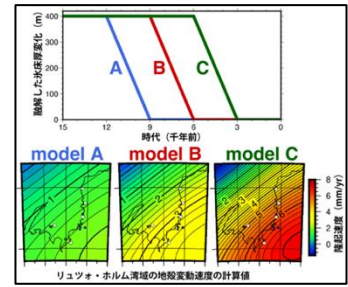 融解した氷床厚変化（m）
400
300
200
100
0
A
B
C
15
12
9
6
3
0
時代（千年前）
model A
model B
model C
隆起速度（mm/yr）
8
6
4
2
0
リュツォ・ホルム湾域の地殻変動速度の計算値